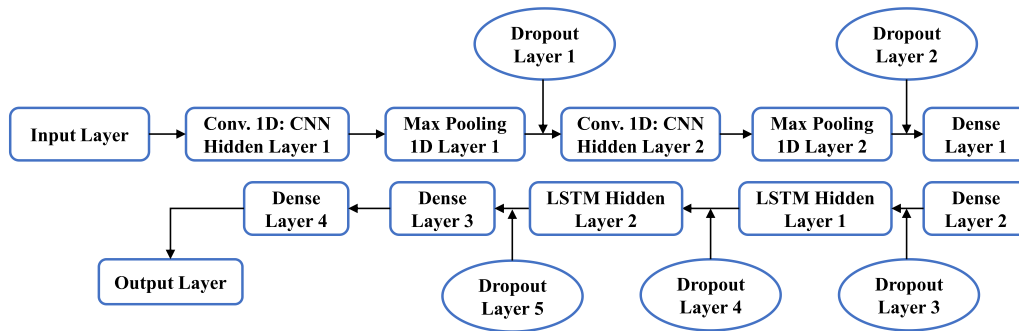 Dropout
Layer 1
Dropout
Layer 2
Input Layer
Conv. 1D: CNN
Hidden Layer 1
Max Pooling
1D Layer 1
Conv. 1D: CNN
Hidden Layer 2
Max Pooling
1D Layer 2
Dense
Layer 1
Dense
Layer 4
Dense
Layer 3
LSTM Hidden
Layer 2
LSTM Hidden
Layer 1
Dense
Layer 2
Output Layer
Dropout
Layer 5
Dropout
Layer 4
Dropout
Layer 3